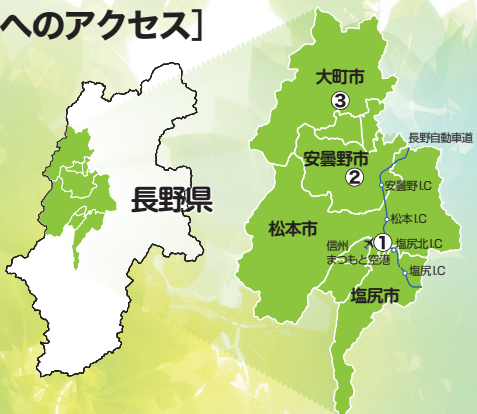 へのアクセス］
長野県
大町市
③
長野自動車道
安曇野市
②
安曇野I.C
松本I.C
松本市
信州
まつもと空港
①
塩尻北I.C
塩尻I.C
塩尻市